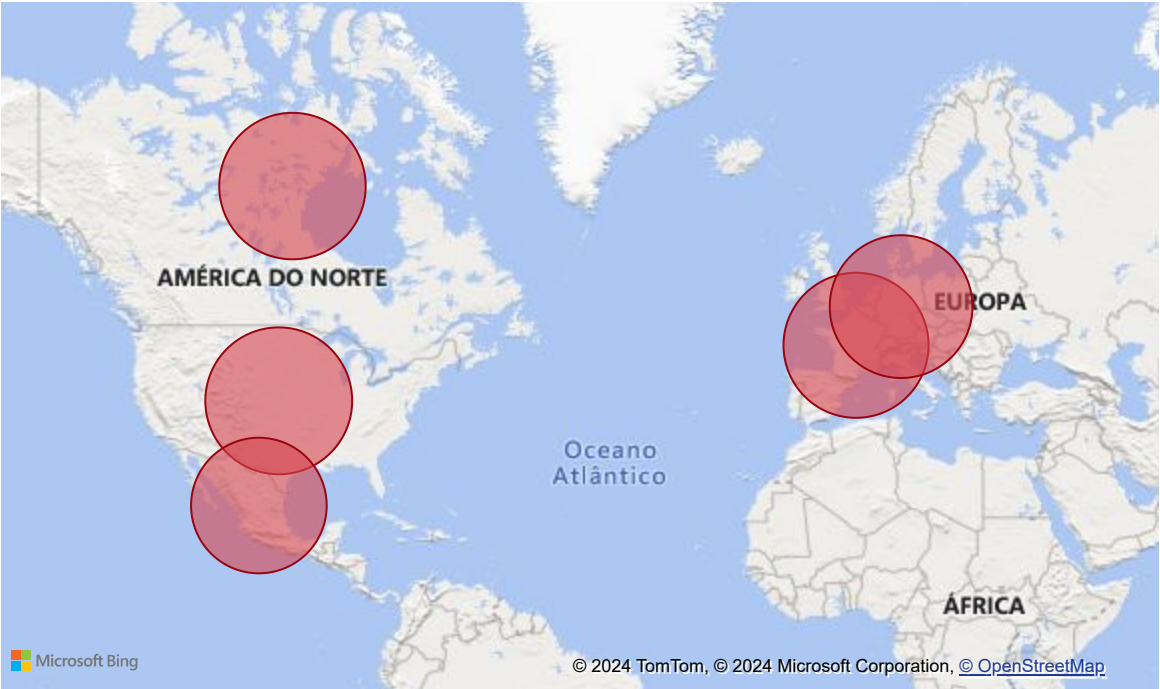 AMÉRICA DO NORTE
EUROPA
Oceano
Atlântico
ÁFRICA
Microsoft Bing
© 2024 TomTom, © 2024 Microsoft Corporation, © OpenStreetMap